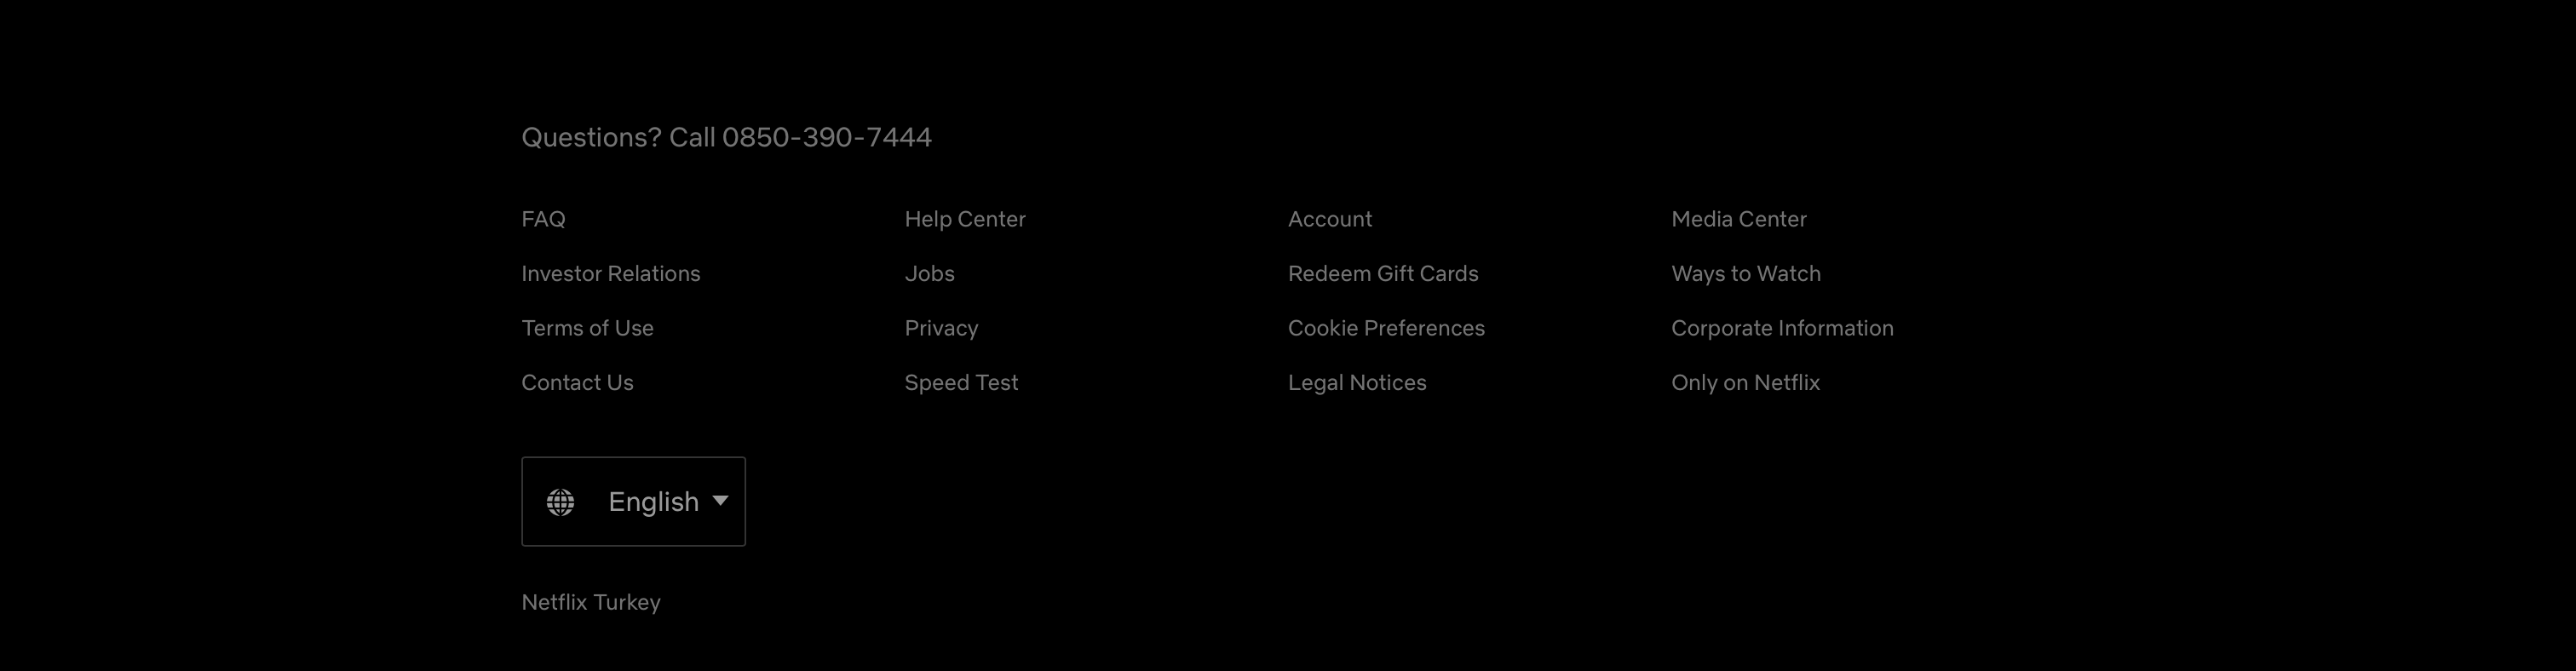 Questions? Call 0850-390-7444
FAQ
Help Center
Account
Media Center
Investor Relations
Jobs
Redeem Gift Cards
Ways to Watch
Terms of Use
Privacy
Cookie Preferences
Corporate Information
Contact Us
Speed Test
Legal Notices
Only on Netflix
English
Netflix Turkey